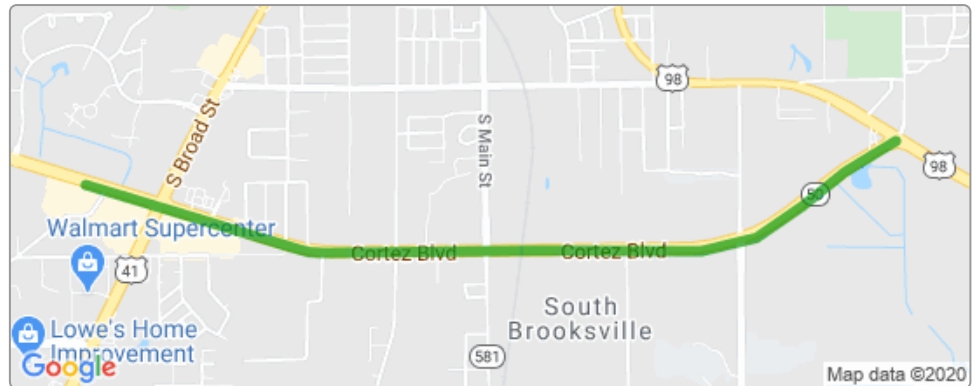 98
S Broad St
S Main St
98
50
Walmart Supercenter
Cortez Blvd
Cortez Blvd
41
South
Brooksville
Lowe's Home
Improvement
581
Google
Map data ©2020